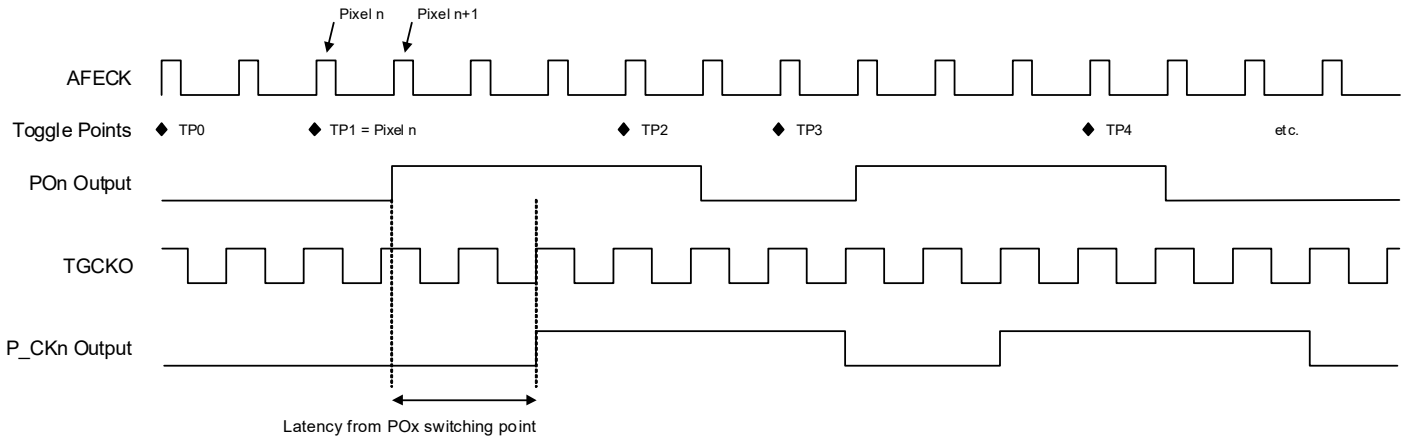 Pixel n Pixel n+1
AFECK
Toggle Points TP0 TP1 = Pixel n TP2 TP3 TP4 etc.
POn Output
TGCKO
P_CKn Output
Latency from POx switching point